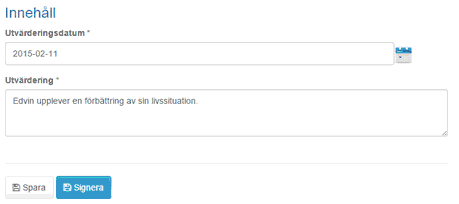 Innehåll
Utvärderingsdatum *
2015-02-11
Utvärdering *
Edvin upplever en förbättring av sin livssituation.
Spara Signera